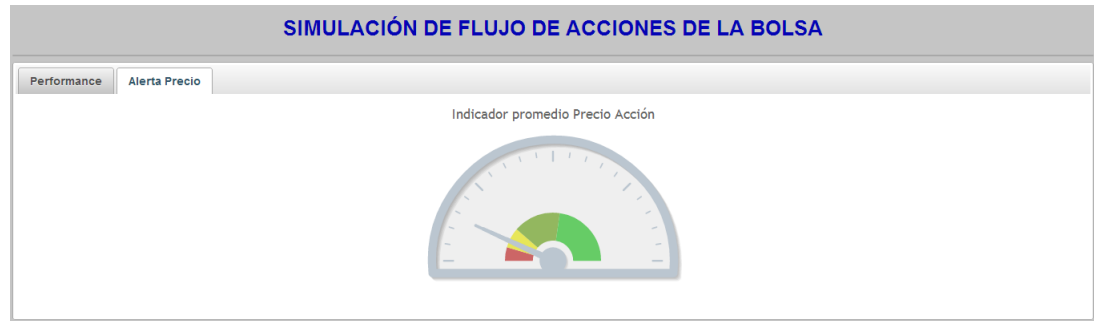 SIMULACIÓN DE FLUJO DE ACCIONES DE LA BOLSA
Performance Alerta Precio
Indicador promedio Precio Acción